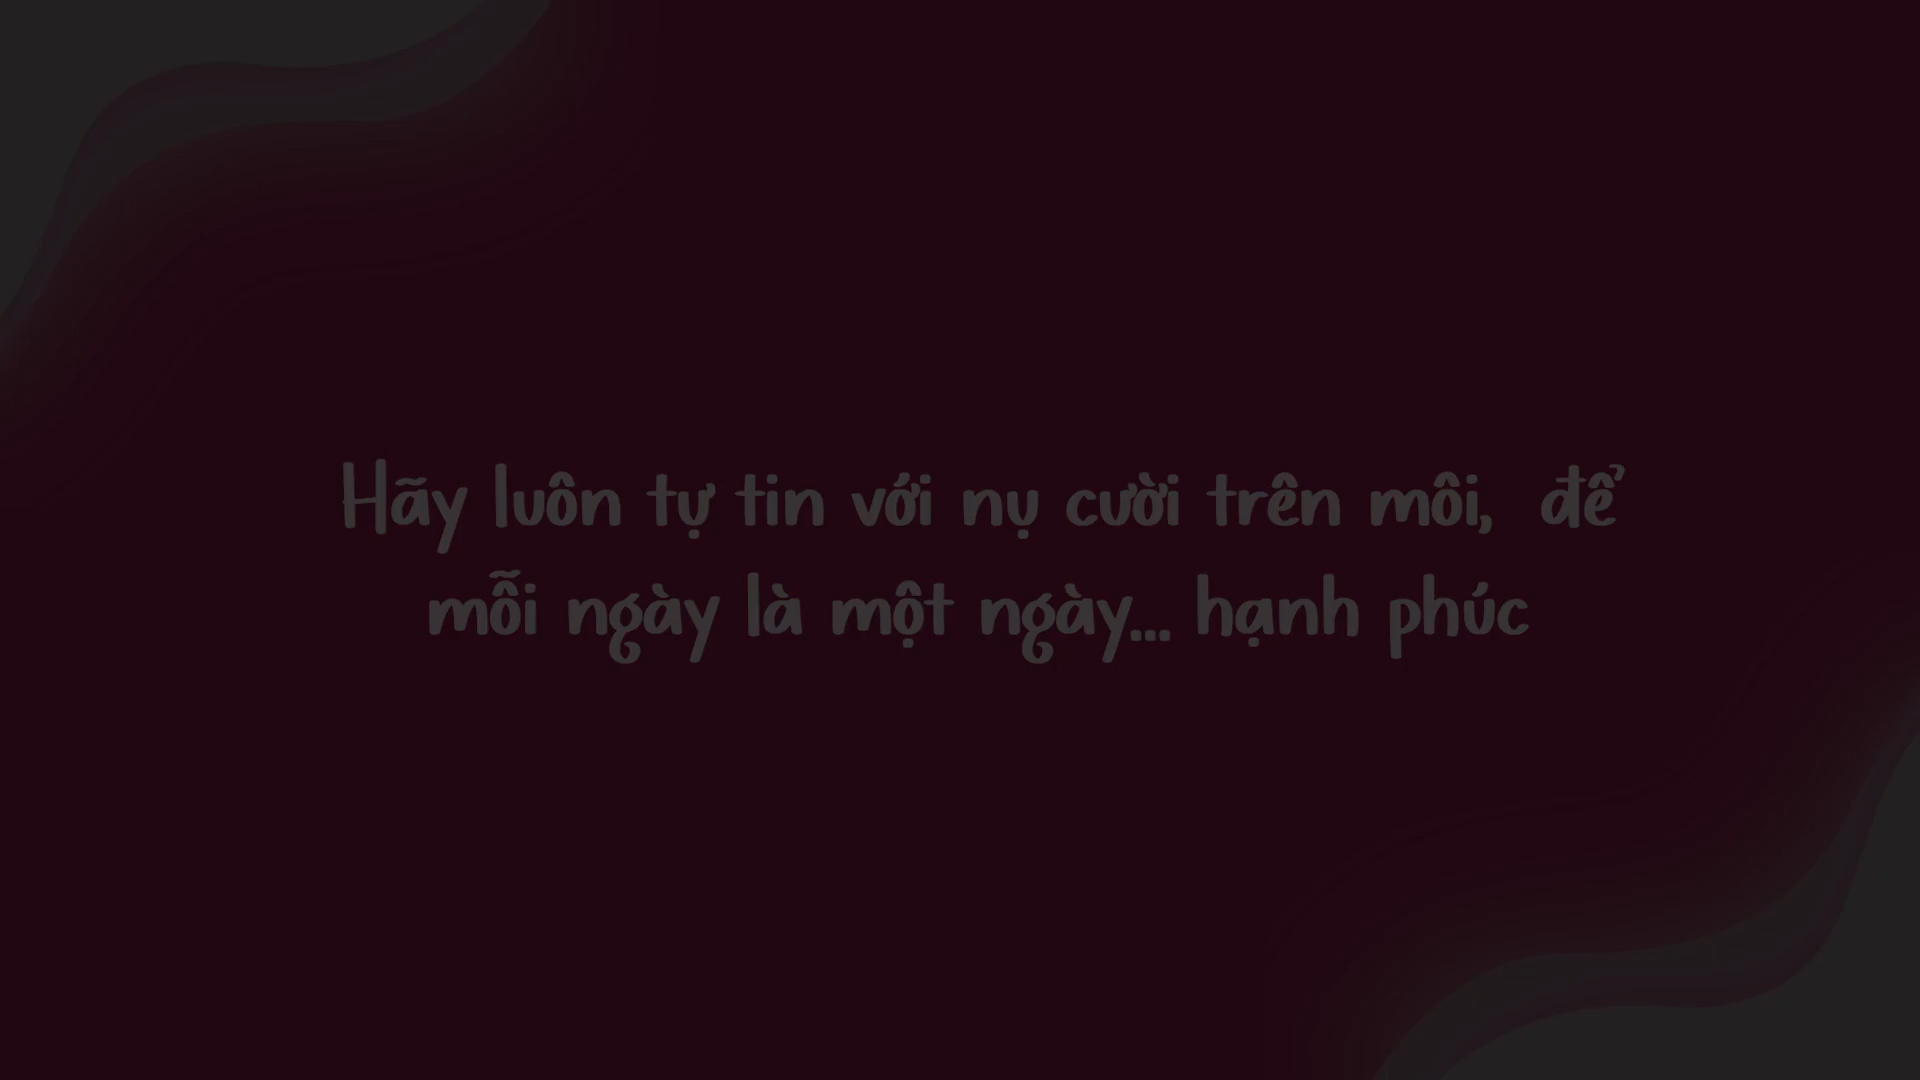 Hãy luôn tự tin với nụ cười trên môi, để
mỗi ngày là một ngày... hạnh phúc